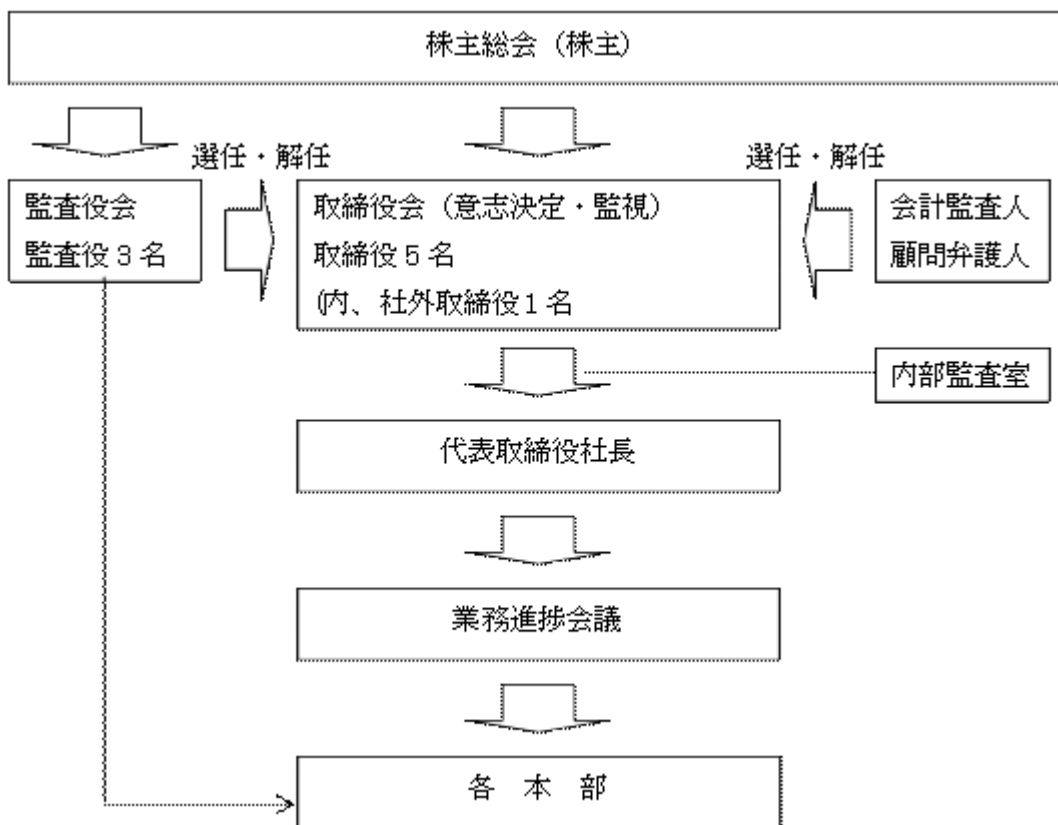 株主総会（株主）
選任・解任
選任・解任
監査役会
監査役３名
取締役会（意志決定・監視）
取締役５名
(内、社外取締役１名
会計監査人
顧問弁護人
内部監査室
代表取締役社長
業務進捗会議
各　本　部